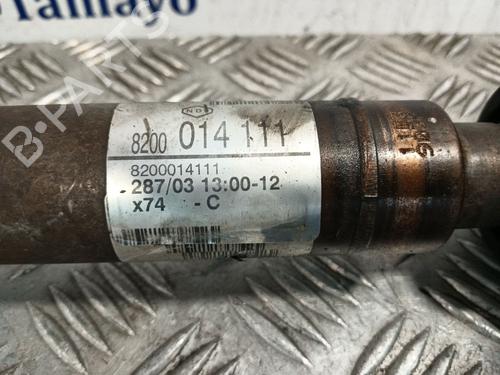 Tamayo
B-PARTS
8200 014 111
8200014111
287/03 13:00-12
x74 -C